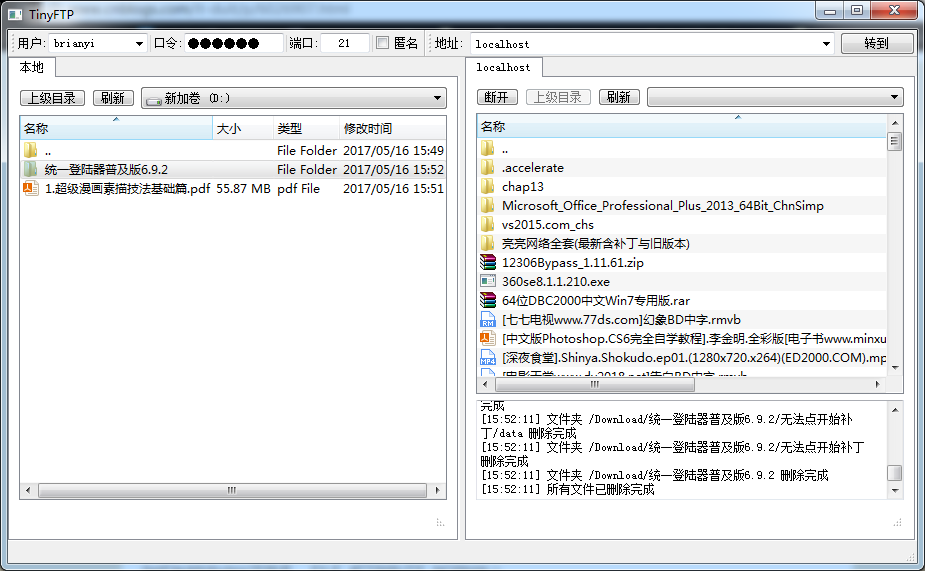 TinyFTP
用户: brianyi 口令: ●●●●●● 端口: 21 匿名 地址: localhost 转到
本地
上级目录 刷新 新加卷 (D:)
名称 大小 类型 修改时间
.. File Folder 2017/05/16 15:49
统一登陆器普及版6.9.2 File Folder 2017/05/16 15:52
1.超级漫画素描技法基础篇.pdf 55.87 MB pdf File 2017/05/16 15:51
localhost
断开 上级目录 刷新
名称
..
.accelerate
chap13
Microsoft_Office_Professional_Plus_2013_64Bit_ChnSimp
vs2015.com_chs
亮亮网络全套(最新含补丁与旧版本)
12306Bypass_1.11.61.zip
360se8.1.1.210.exe
64位DBC2000中文Win7专用版.rar
[七七电视www.77ds.com]幻象BD中字.rmvb
[中文版Photoshop.CS6完全自学教程].李金明.全彩版[电子书www.minxu
[深夜食堂].Shinya.Shokudo.ep01.(1280x720.x264)(ED2000.COM).mp
完成
[15:52:11] 文件夹 /Download/统一登陆器普及版6.9.2/无法点开始补
丁/data 删除完成
[15:52:11] 文件夹 /Download/统一登陆器普及版6.9.2/无法点开始补丁
删除完成
[15:52:11] 文件夹 /Download/统一登陆器普及版6.9.2 删除完成
[15:52:11] 所有文件已删除完成